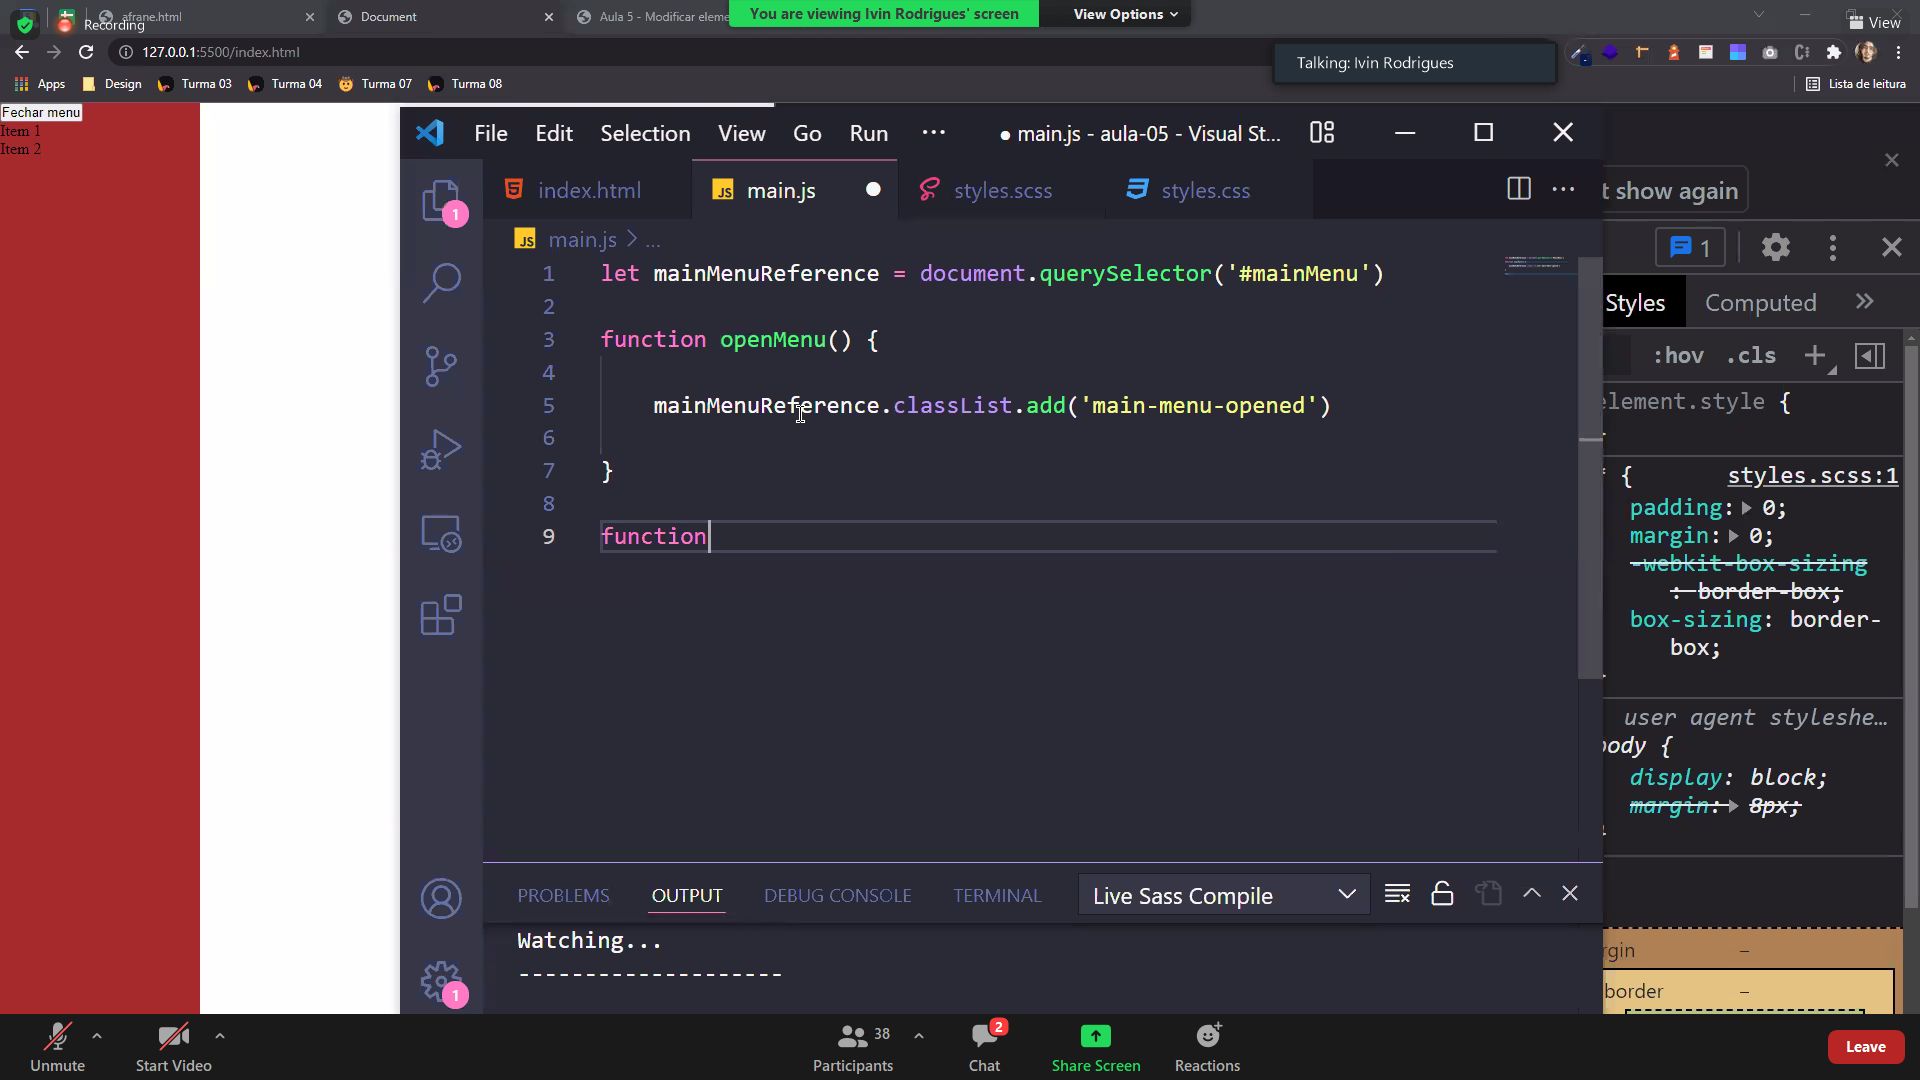 afrane.html
Document
Aula 5 - Modificar eleme
You are viewing Ivin Rodrigues' screen
View Options
Recording
View
127.0.0.1:5500/index.html
Talking: Ivin Rodrigues
Apps
Design
Turma 03
Turma 04
Turma 07
Turma 08
Lista de leitura
Fechar menu
Item 1
Item 2
File Edit Selection View Go Run ···
● main.js - aula-05 - Visual St...
index.html
JS main.js
styles.scss
styles.css
t show again
1
1
JS main.js > ...
1 let mainMenuReference = document.querySelector('#mainMenu')
2
3 function openMenu() {
4
5 mainMenuReference.classList.add('main-menu-opened')
6
7 }
8
9 function
Styles
Computed
:hov .cls
element.style {
{ styles.scss:1
padding: 0;
margin: 0;
-webkit-box-sizing
: border-box;
box-sizing: border-
box;
user agent styleshe…
body {
display: block;
margin: 8px;
rgin –
border –
PROBLEMS OUTPUT DEBUG CONSOLE TERMINAL
Live Sass Compile
Watching...
--------------------
1
Unmute
Start Video
38
Participants
2
Chat
Share Screen
Reactions
Leave